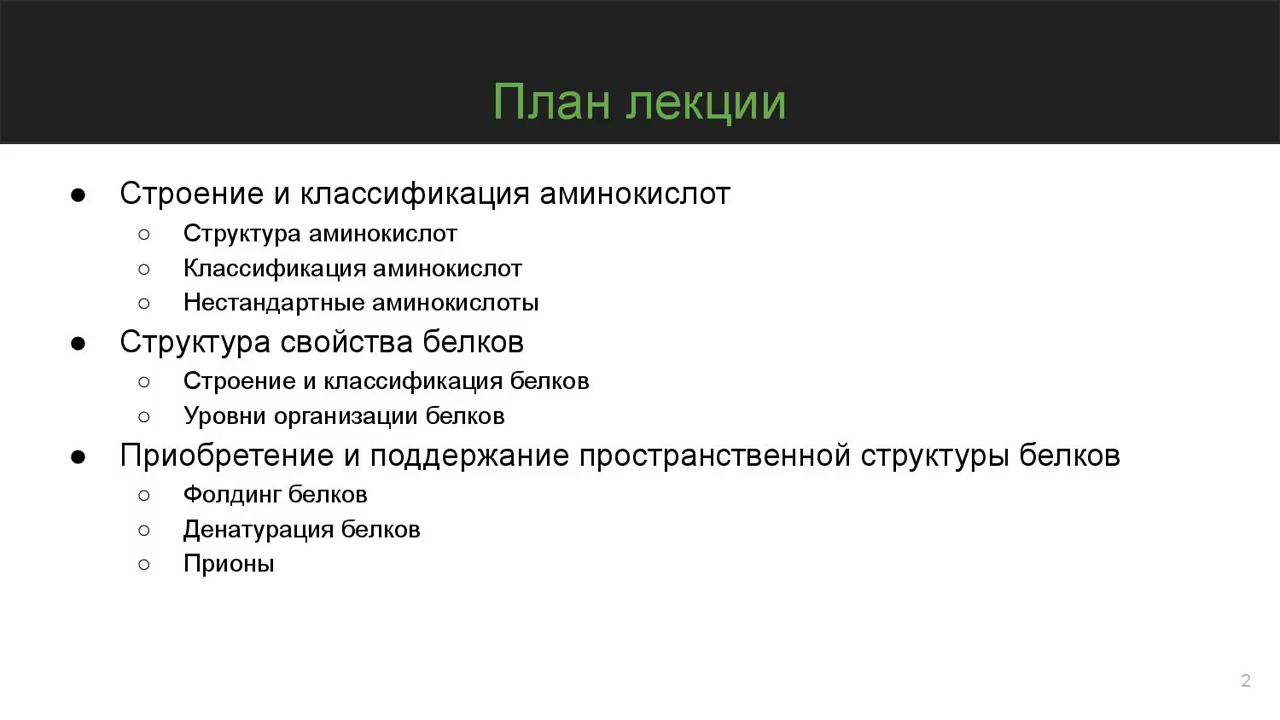 План лекции
● Строение и классификация аминокислот
○ Структура аминокислот
○ Классификация аминокислот
○ Нестандартные аминокислоты
● Структура свойства белков
○ Строение и классификация белков
○ Уровни организации белков
● Приобретение и поддержание пространственной структуры белков
○ Фолдинг белков
○ Денатурация белков
○ Прионы
2